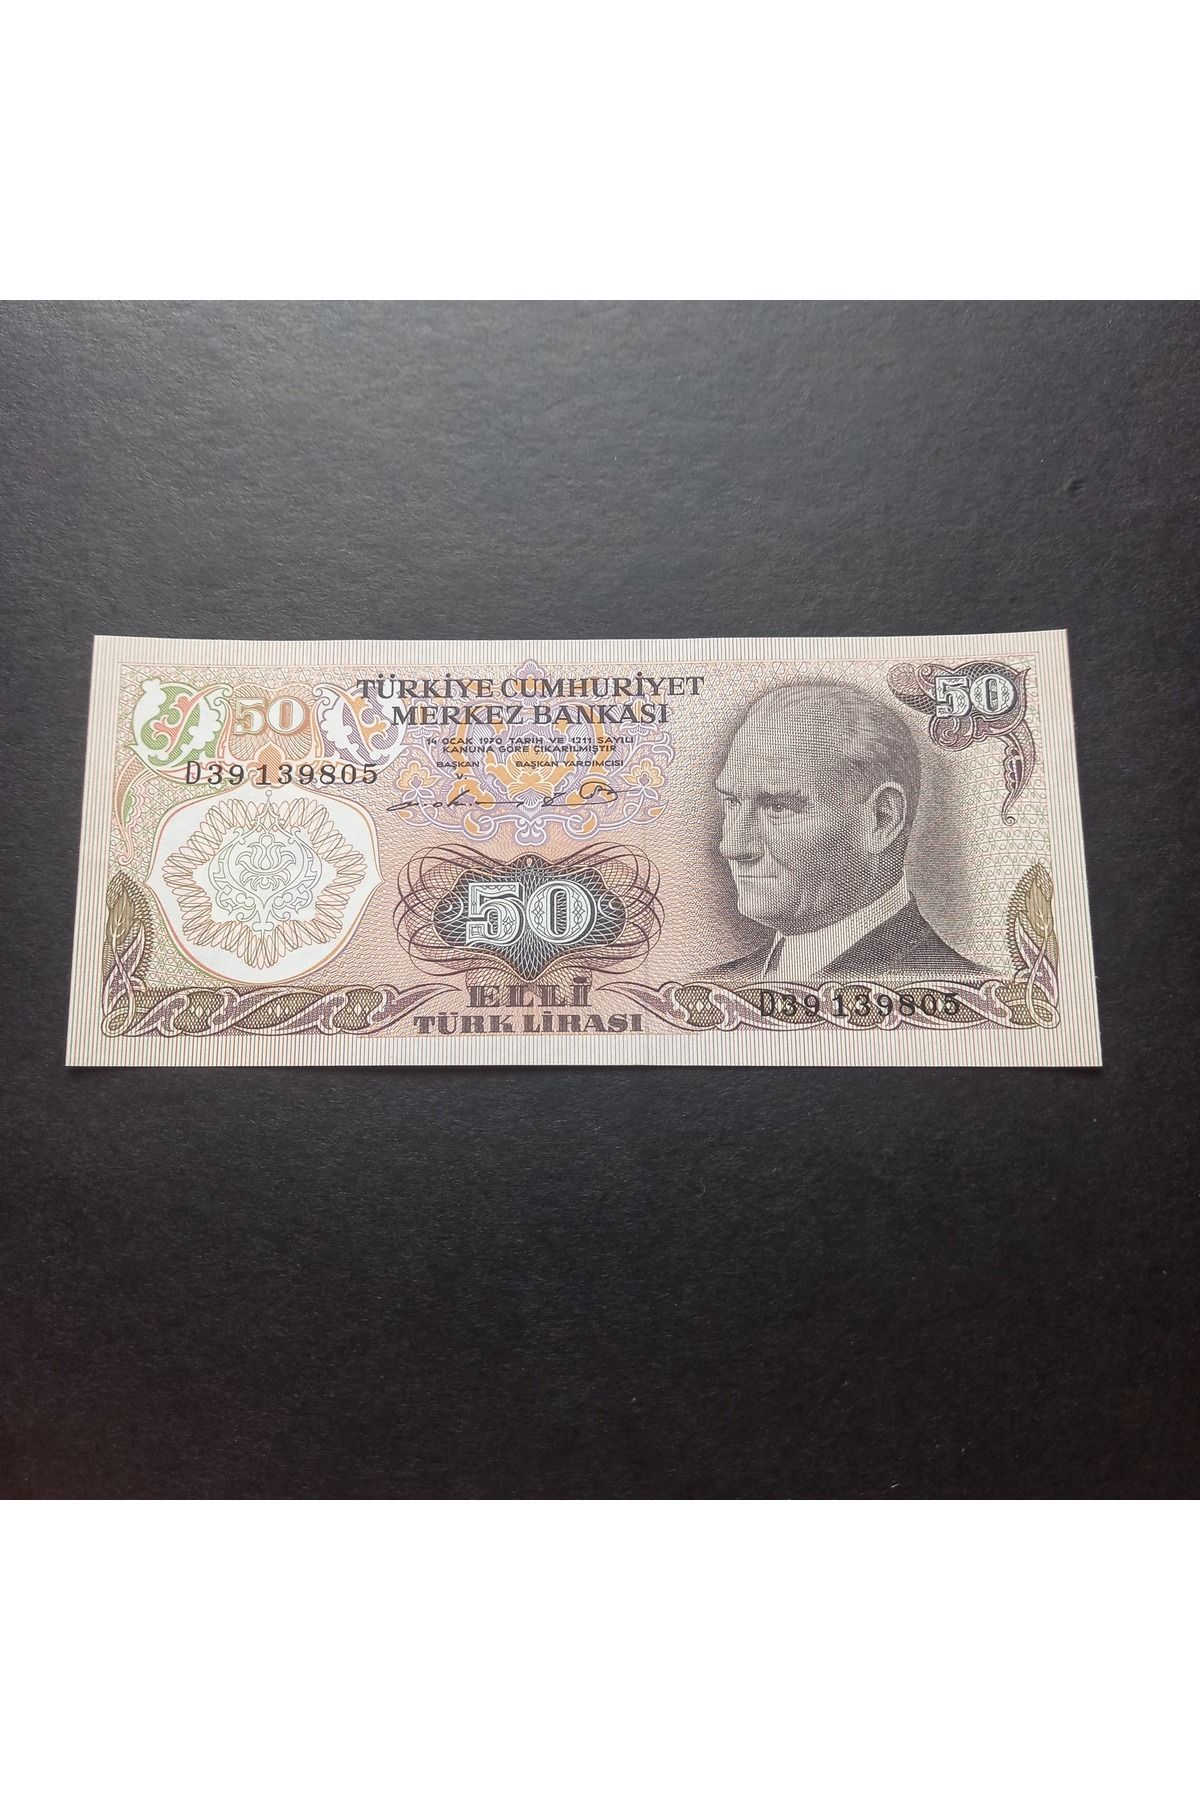 50
TÜRKİYE CUMHURİYET
MERKEZ BANKASI
50
14 OCAK 1970 TARİH VE 1211 SAYILI
KANUNA GÖRE ÇIKARILMIŞTIR
BAŞKAN BAŞKAN YARDIMCISI
V.
D39 139805
50
ELLİ
TÜRK LİRASI
D39 139805